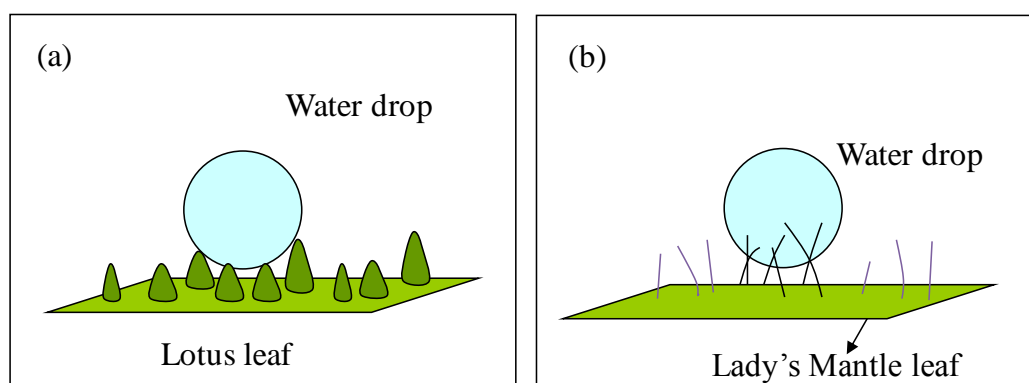 (a)
Water drop
Lotus leaf
(b)
Water drop
Lady’s Mantle leaf